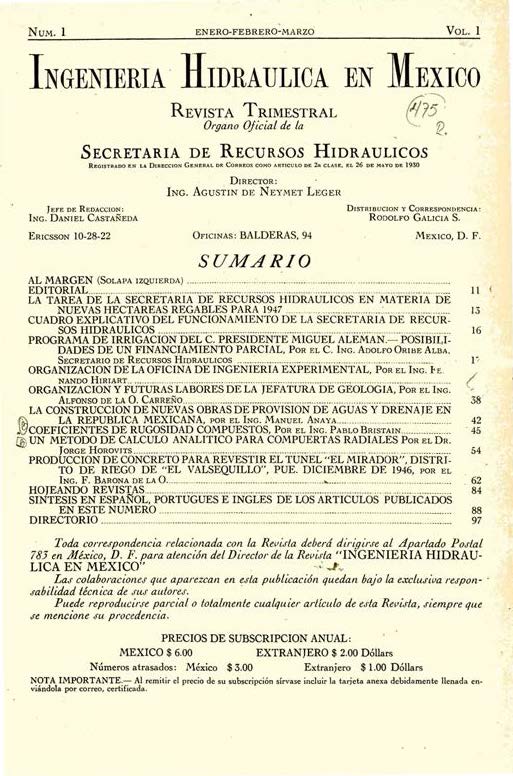 NUM. 1 ENERO-FEBRERO-MARZO VOL. 1
INGENIERIA HIDRAULICA EN MEXICO
REVISTA TRIMESTRAL
Organo Oficial de la
475
2.
SECRETARIA DE RECURSOS HIDRAULICOS
REGISTRADO EN LA DIRECCION GENERAL DE CORREOS COMO ARTICULO DE 2a CLASE, EL 26 DE MAYO DE 1930
DIRECTOR:
ING. AGUSTIN DE NEYMET LEGER
JEFE DE REDACCION: DISTRIBUCION Y CORRESPONDENCIA:
ING. DANIEL CASTAÑEDA RODOLFO GALICIA S.
ERICSSON 10-28-22 OFICINAS: BALDERAS, 94 MEXICO, D. F.
SUMARIO
AL MARGEN (SOLAPA IZQUIERDA)
EDITORIAL 11
LA TAREA DE LA SECRETARIA DE RECURSOS HIDRAULICOS EN MATERIA DE
NUEVAS HECTAREAS REGABLES PARA 1947 13
CUADRO EXPLICATIVO DEL FUNCIONAMIENTO DE LA SECRETARIA DE RECUR-
SOS HIDRAULICOS 16
PROGRAMA DE IRRIGACION DEL C. PRESIDENTE MIGUEL ALEMAN.— POSIBILI-
DADES DE UN FINANCIAMIENTO PARCIAL, POR EL C. ING. ADOLFO ORIBE ALBA,
SECRETARIO DE RECURSOS HIDRAULICOS
ORGANIZACION DE LA OFICINA DE INGENIERIA EXPERIMENTAL, POR EL ING. FE
NANDO HIRIART
ORGANIZACION Y FUTURAS LABORES DE LA JEFATURA DE GEOLOGIA, POR EL ING.
ALFONSO DE LA O. CARREÑO 38
LA CONSTRUCCION DE NUEVAS OBRAS DE PROVISION DE AGUAS Y DRENAJE EN
LA REPUBLICA MEXICANA, POR EL ING. MANUEL ANAYA 42
COEFICIENTES DE RUGOSIDAD COMPUESTOS, POR EL ING. PABLO BRISTAIN 45
UN METODO DE CALCULO ANALITICO PARA COMPUERTAS RADIALES POR EL DR.
JORGE HOROVITS 54
PRODUCCION DE CONCRETO PARA REVESTIR EL TUNEL "EL MIRADOR", DISTRI-
TO DE RIEGO DE "EL VALSEQUILLO", PUE. DICIEMBRE DE 1946, POR EL
ING. F. BARONA DE LA O. 62
HOJEANDO REVISTAS 84
SINTESIS EN ESPAÑOL, PORTUGUES E INGLES DE LOS ARTICULOS PUBLICADOS
EN ESTE NUMERO 88
DIRECTORIO 97
Toda correspondencia relacionada con la Revista deberá dirigirse al Apartado Postal
783 en México, D. F. para atención del Director de la Revista "INGENIERIA HIDRAU-
LICA EN MEXICO"
Las colaboraciones que aparezcan en esta publicación quedan bajo la exclusiva respon-
sabilidad técnica de sus autores.
Puede reproducirse parcial o totalmente cualquier artículo de esta Revista, siempre que
se mencione su procedencia.
PRECIOS DE SUBSCRIPCION ANUAL:
MEXICO $ 6.00 EXTRANJERO $ 2.00 Dóllars
Números atrasados: México $ 3.00 Extranjero $ 1.00 Dóllars
NOTA IMPORTANTE.— Al remitir el precio de su subscripción sírvase incluir la tarjeta anexa debidamente llenada en-
viándola por correo, certificada.